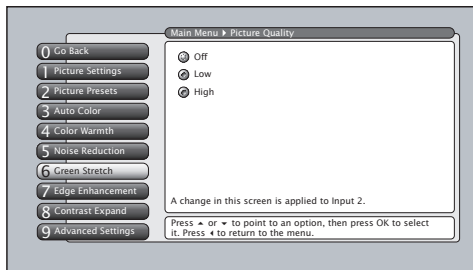 Main Menu ▶ Picture Quality
0 Go Back
1 Picture Settings
2 Picture Presets
3 Auto Color
4 Color Warmth
5 Noise Reduction
6 Green Stretch
7 Edge Enhancement
8 Contrast Expand
9 Advanced Settings
Off
Low
High
A change in this screen is applied to Input 2.
Press ▲ or ▼ to point to an option, then press OK to select
it. Press ◀ to return to the menu.